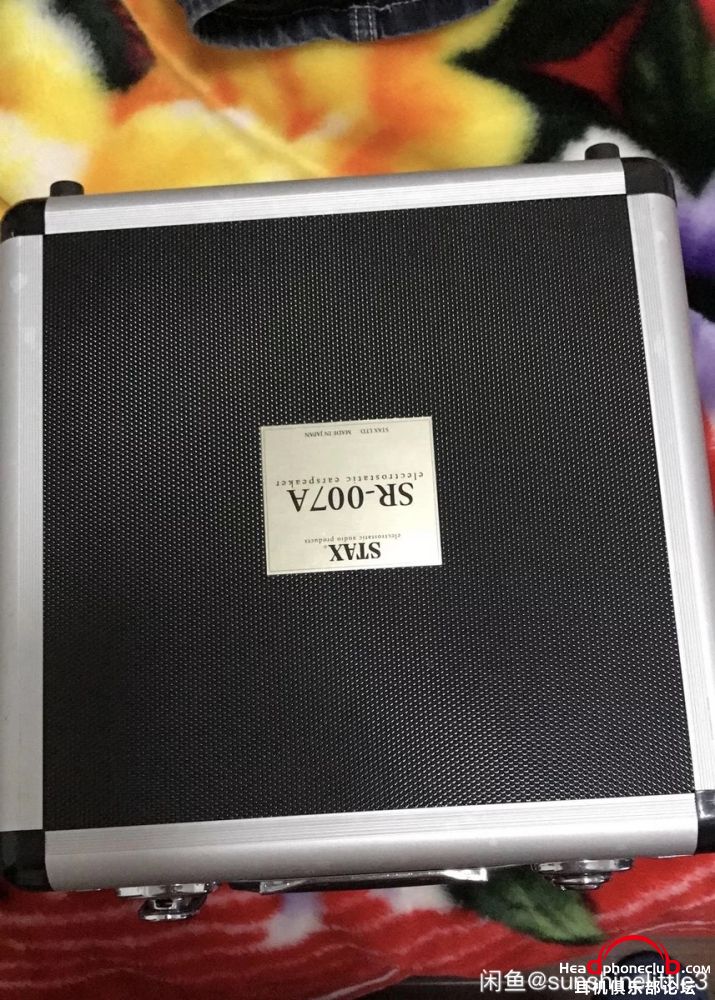 STAX
electrostatic audio products
SR-007A
electrostatic earspeaker
STAX LTD MADE IN JAPAN
Headphoneclub.com
闲鱼@sunshinelittle3
耳机俱乐部论坛